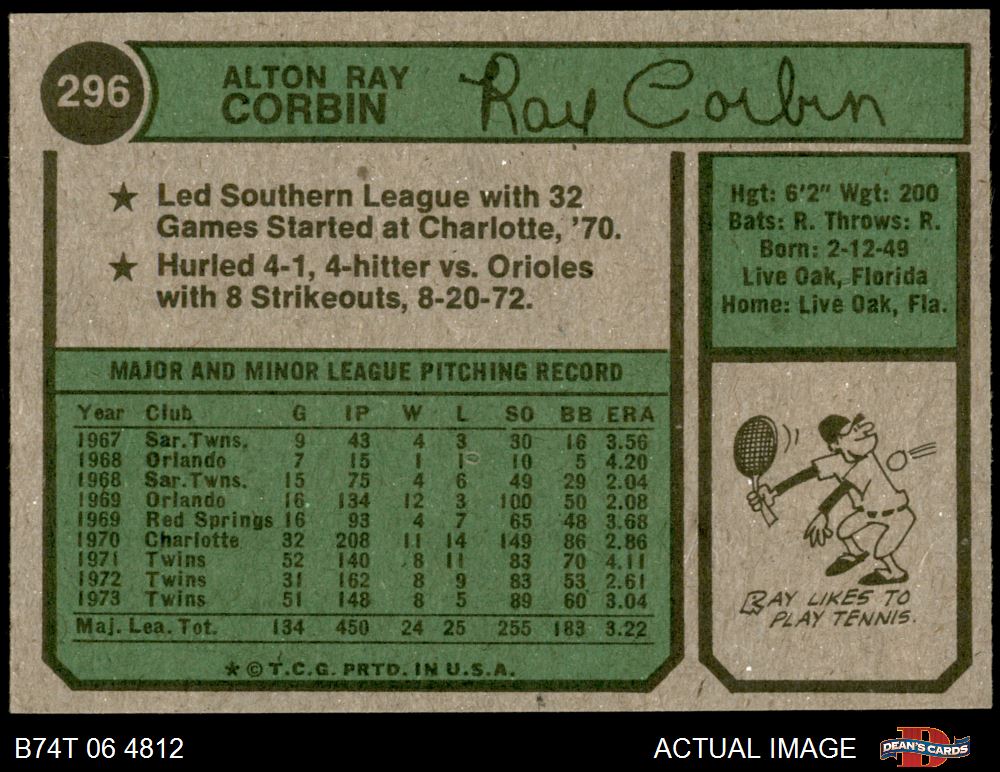 296
ALTON RAY
CORBIN
Ray Corbin
★ Led Southern League with 32
Games Started at Charlotte, '70.
★ Hurled 4-1, 4-hitter vs. Orioles
with 8 Strikeouts, 8-20-72.
Hgt: 6'2" Wgt: 200
Bats: R. Throws: R.
Born: 2-12-49
Live Oak, Florida
Home: Live Oak, Fla.
MAJOR AND MINOR LEAGUE PITCHING RECORD
Year Club G IP W L SO BB ERA
1967 Sar. Twns. 9 43 4 3 30 16 3.56
1968 Orlando 7 15 1 1 10 5 4.20
1968 Sar. Twns. 15 75 4 6 49 29 2.04
1969 Orlando 16 134 12 3 100 50 2.08
1969 Red Springs 16 93 4 7 65 48 3.68
1970 Charlotte 32 208 11 14 149 86 2.86
1971 Twins 52 140 8 11 83 70 4.11
1972 Twins 31 162 8 9 83 53 2.61
1973 Twins 51 148 8 5 89 60 3.04
Maj. Lea. Tot. 134 450 24 25 255 183 3.22
★ © T.C.G. PRTD. IN U.S.A.
RAY LIKES TO
PLAY TENNIS.
B74T 06 4812
ACTUAL IMAGE
D
DEAN'S CARDS